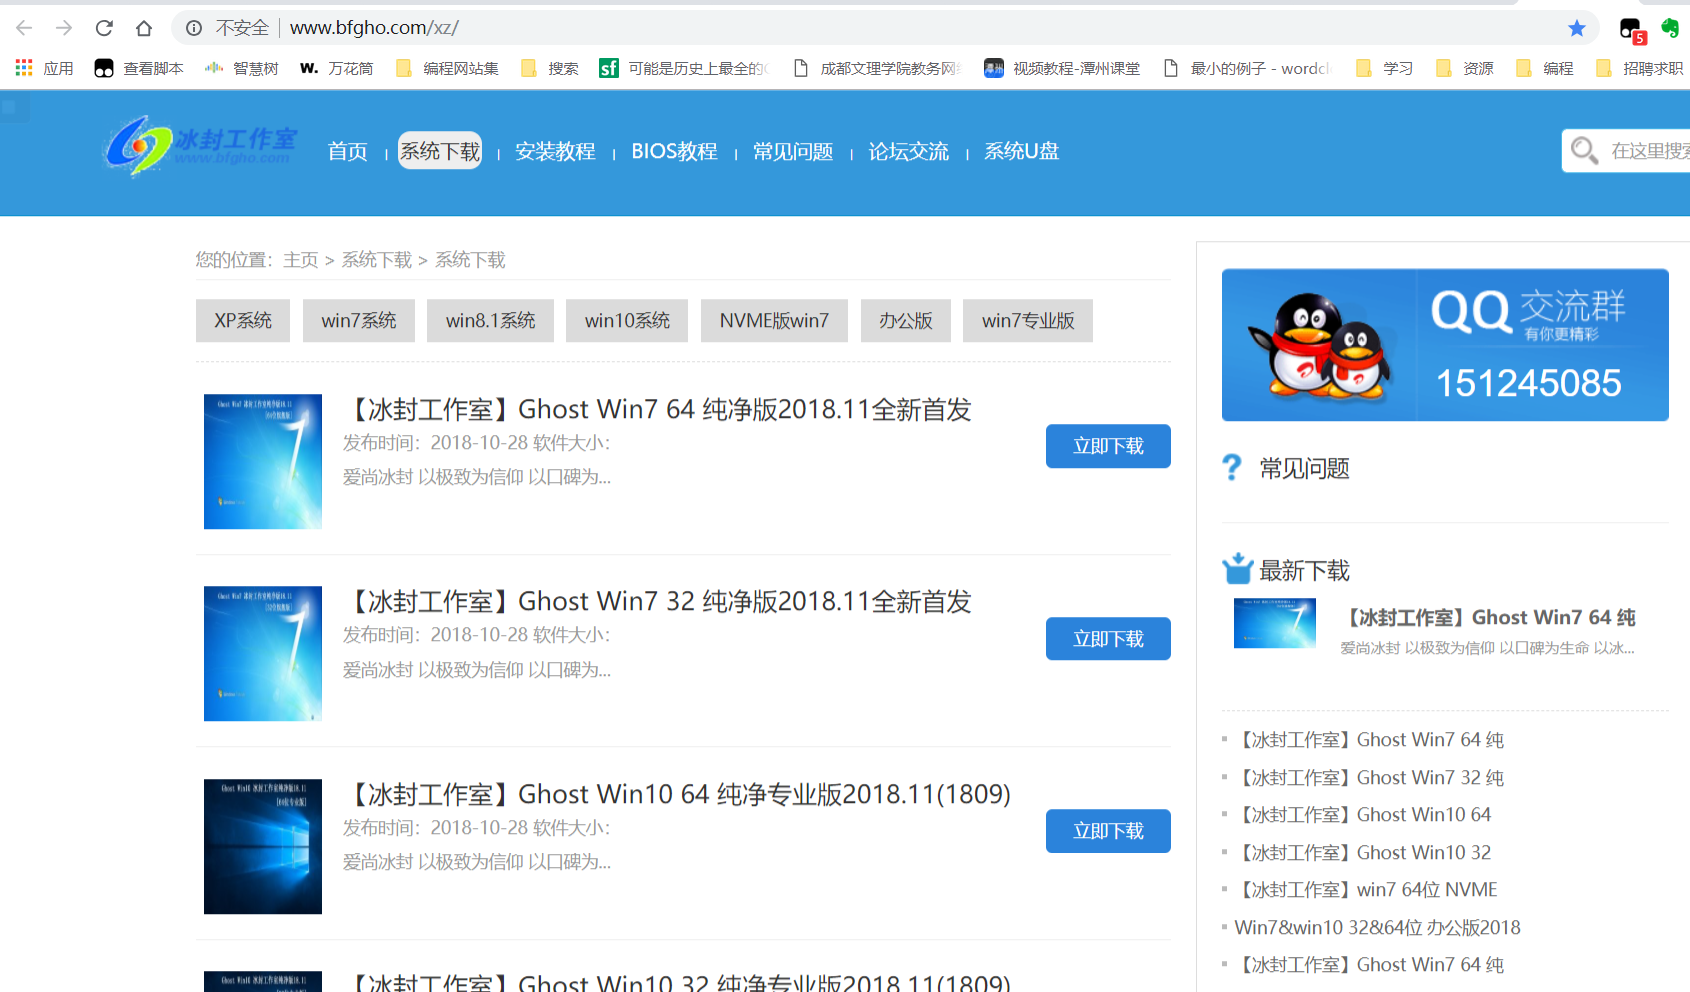 不安全 www.bfgho.com/xz/
5
应用 查看脚本 智慧树 w. 万花筒 编程网站集 搜索 sf 可能是历史上最全的 成都文理学院教务网 潭州 视频教程-潭州课堂 最小的例子 - wordcl 学习 资源 编程 招聘求职
冰封工作室
www.bfgho.com
首页 系统下载 安装教程 BIOS教程 常见问题 论坛交流 系统U盘
在这里搜索
您的位置：主页 > 系统下载 > 系统下载
XP系统 win7系统 win8.1系统 win10系统 NVME版win7 办公版 win7专业版
【冰封工作室】Ghost Win7 64 纯净版2018.11全新首发
发布时间：2018-10-28 软件大小：
爱尚冰封 以极致为信仰 以口碑为...
立即下载
【冰封工作室】Ghost Win7 32 纯净版2018.11全新首发
发布时间：2018-10-28 软件大小：
爱尚冰封 以极致为信仰 以口碑为...
立即下载
【冰封工作室】Ghost Win10 64 纯净专业版2018.11(1809)
发布时间：2018-10-28 软件大小：
爱尚冰封 以极致为信仰 以口碑为...
立即下载
【冰封工作室】Ghost Win10 32 纯净专业版2018.11(1809)
QQ交流群
有你更精彩
151245085
常见问题
最新下载
【冰封工作室】Ghost Win7 64 纯
爱尚冰封 以极致为信仰 以口碑为生命 以冰...
【冰封工作室】Ghost Win7 64 纯
【冰封工作室】Ghost Win7 32 纯
【冰封工作室】Ghost Win10 64
【冰封工作室】Ghost Win10 32
【冰封工作室】win7 64位 NVME
Win7&win10 32&64位 办公版2018
【冰封工作室】Ghost Win7 64 纯